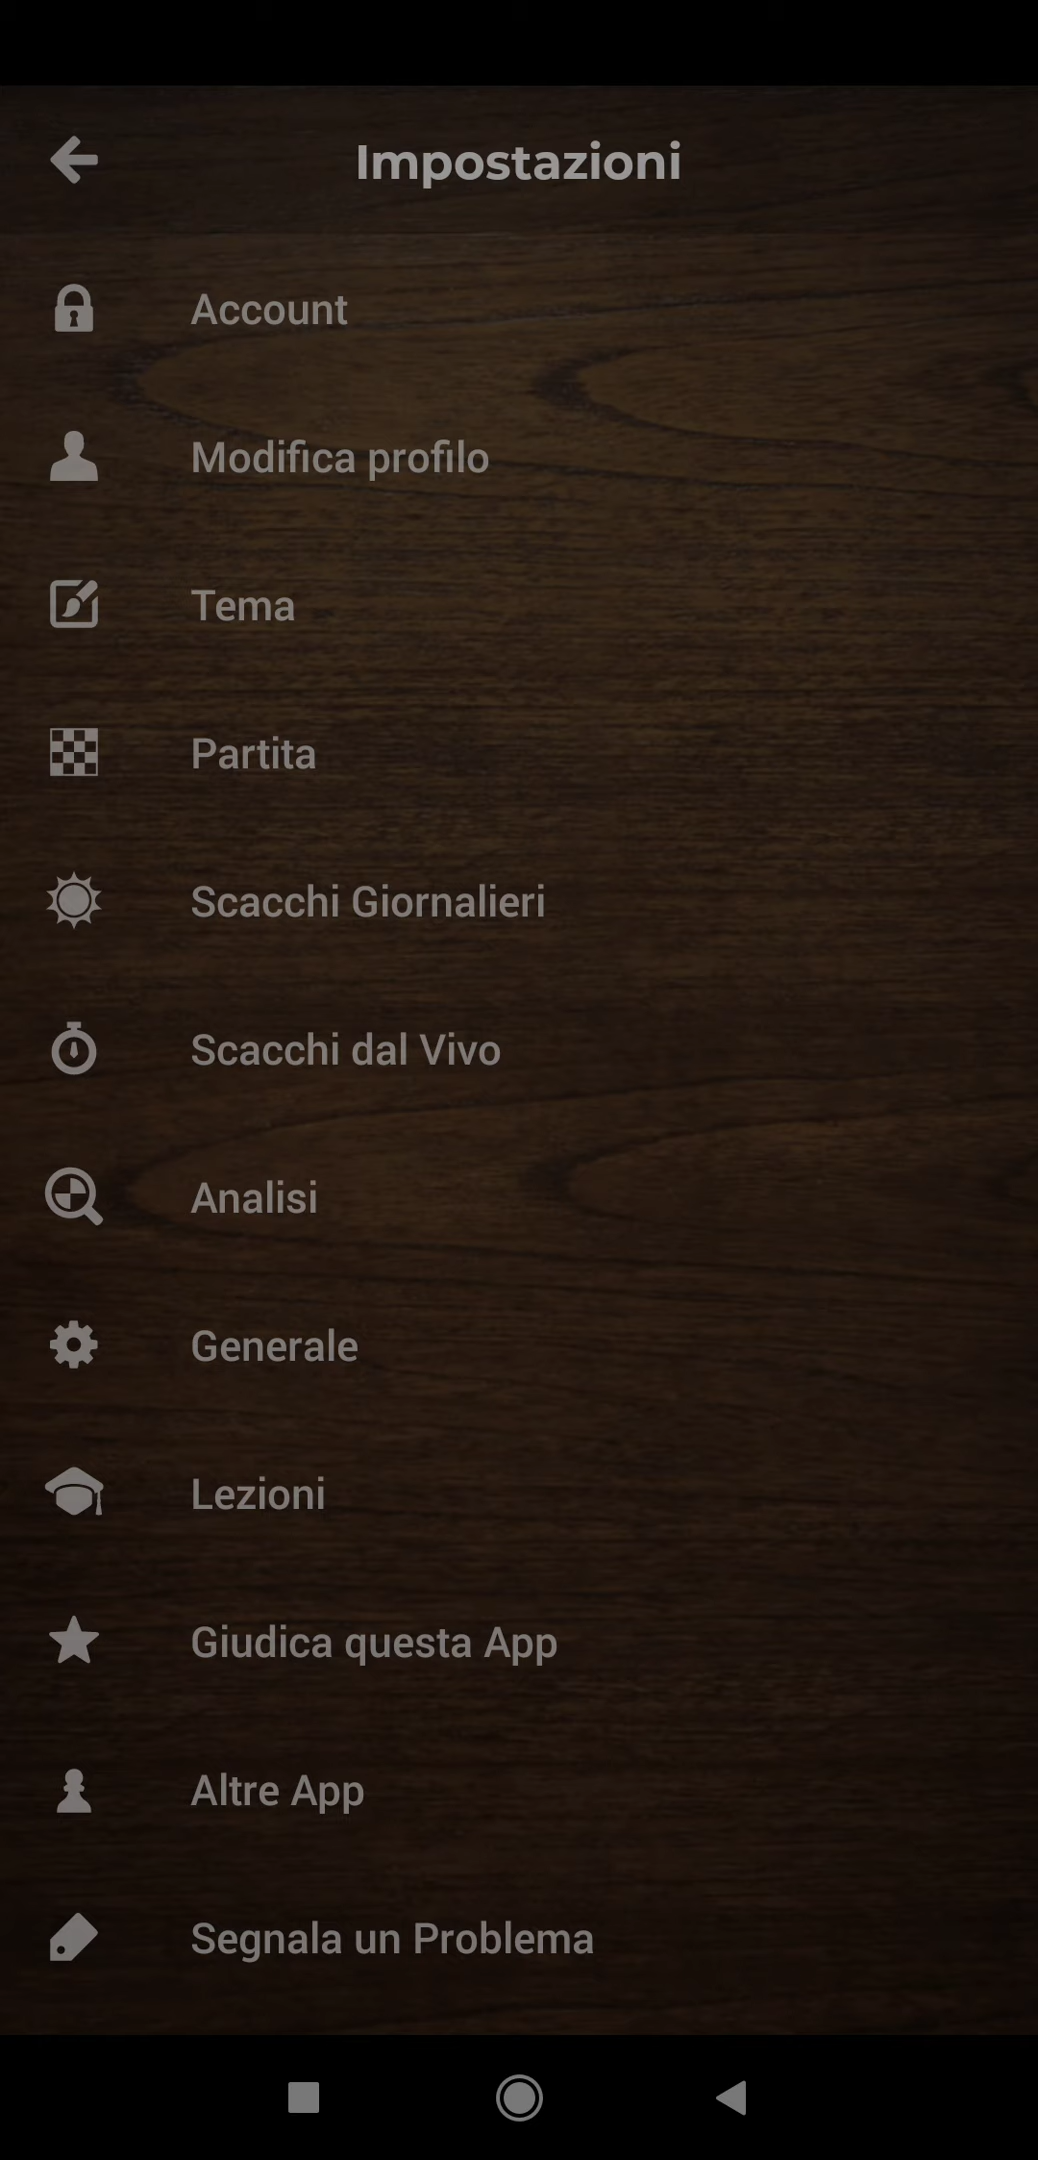 Impostazioni
Account
Modifica profilo
Tema
Partita
Scacchi Giornalieri
Scacchi dal Vivo
Analisi
Generale
Lezioni
Giudica questa App
Altre App
Segnala un Problema